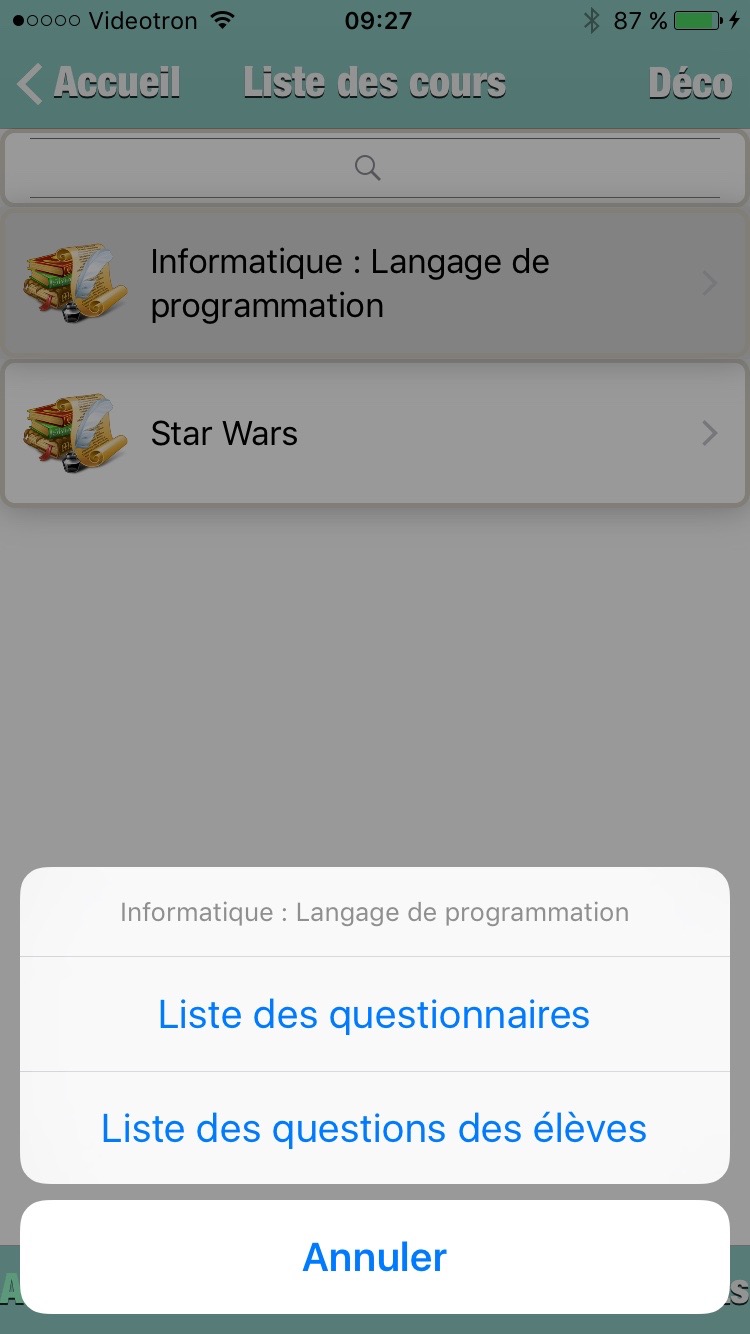 Videotron 09:27 87 %
Accueil Liste des cours Déco
Informatique : Langage de
programmation
Star Wars
Informatique : Langage de programmation
Liste des questionnaires
Liste des questions des élèves
Annuler